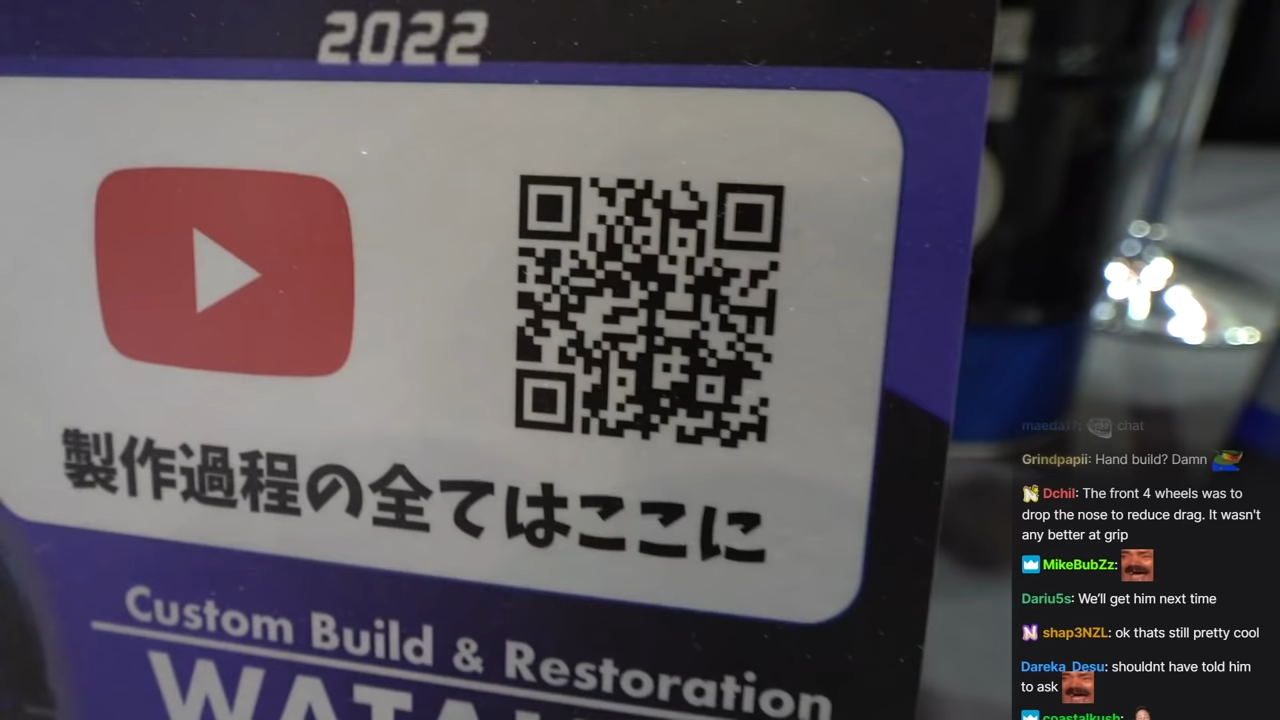 2022
製作過程の全てはここに
Custom Build & Restoration
maeda17: chat
Grindpapii: Hand build? Damn
Dchil: The front 4 wheels was to
drop the nose to reduce drag. It wasn't
any better at grip
MikeBubZz:
Dariu5s: We'll get him next time
shap3NZL: ok thats still pretty cool
Dareka_Desu: shouldnt have told him
to ask
coastalkush: